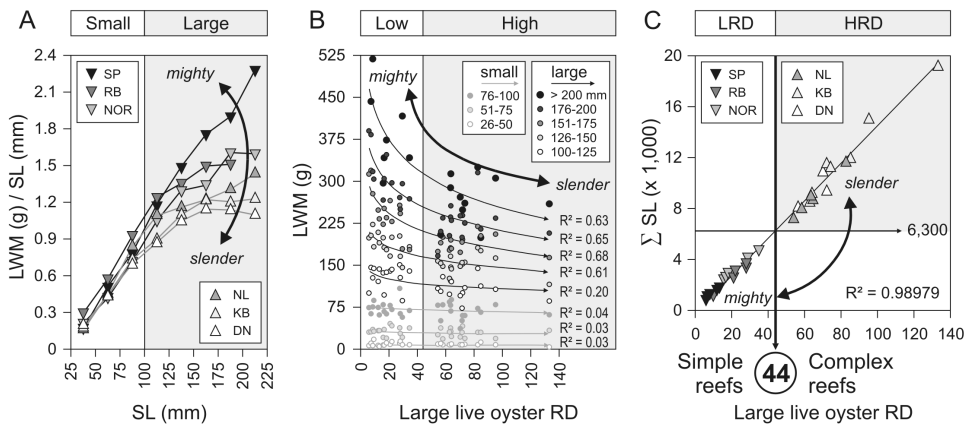 A
Small
Large
2.4
2.1
1.8
1.5
1.2
0.9
0.6
0.3
0
LWM (g) / SL (mm)
SP
RB
NOR
mighty
slender
NL
KB
DN
25
50
75
100
125
150
175
200
225
SL (mm)
B
Low
High
525
450
375
300
225
150
75
0
LWM (g)
mighty
small
76-100
51-75
26-50
large
> 200 mm
176-200
151-175
126-150
100-125
slender
R² = 0.63
R² = 0.65
R² = 0.68
R² = 0.61
R² = 0.20
R² = 0.04
R² = 0.03
R² = 0.03
0
20
40
60
80
100
120
140
Large live oyster RD
C
LRD
HRD
20
16
12
8
4
0
∑ SL (x 1,000)
SP
RB
NOR
NL
KB
DN
slender
6,300
mighty
R² = 0.98979
0
20
40
60
80
100
120
140
Simple
reefs
44
Complex
reefs
Large live oyster RD